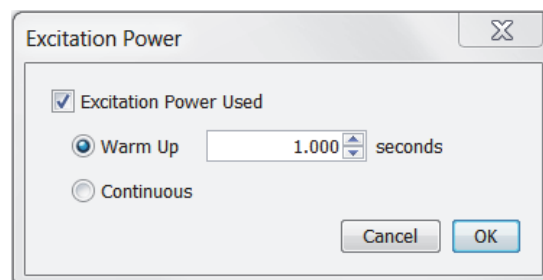 Excitation Power
Excitation Power Used
Warm Up 1.000 seconds
Continuous
Cancel OK